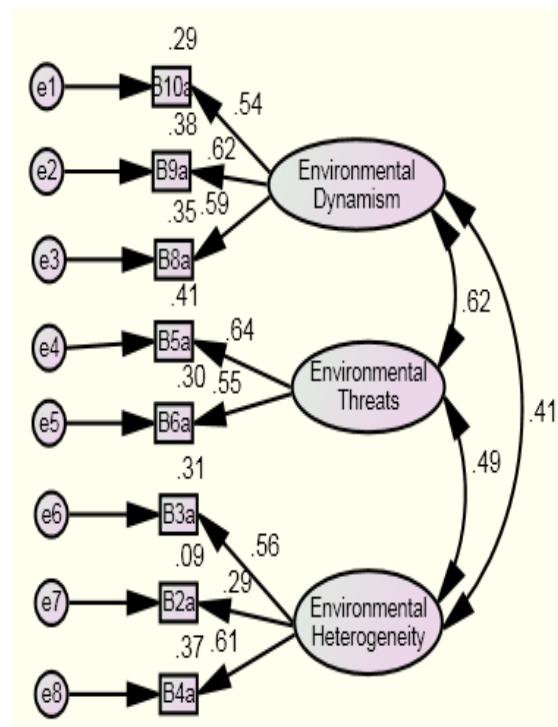 .29
e1
B10a
.54
.38
e2
B9a
.62
Environmental
Dynamism
.35
.59
e3
B8a
.41
.62
e4
B5a
.64
.30
.55
Environmental
Threats
.41
e5
B6a
.31
.49
e6
B3a
.56
.09
.29
e7
B2a
Environmental
Heterogeneity
.37
.61
e8
B4a